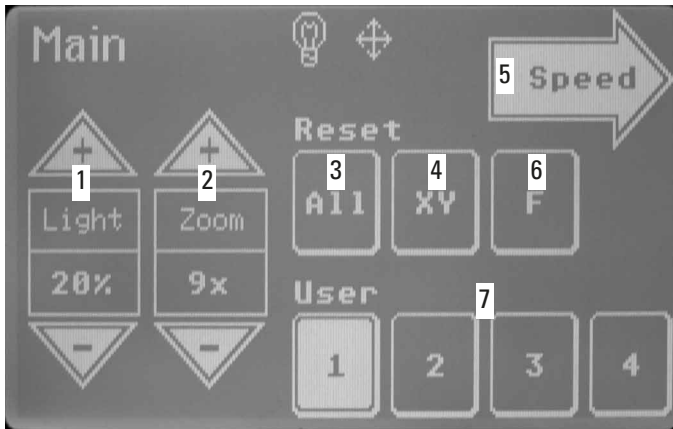 Main
5 Speed
+ +
1 2
Light Zoom
20% 9x
- -
Reset
3 4 6
All XY F
User
7
1 2 3 4